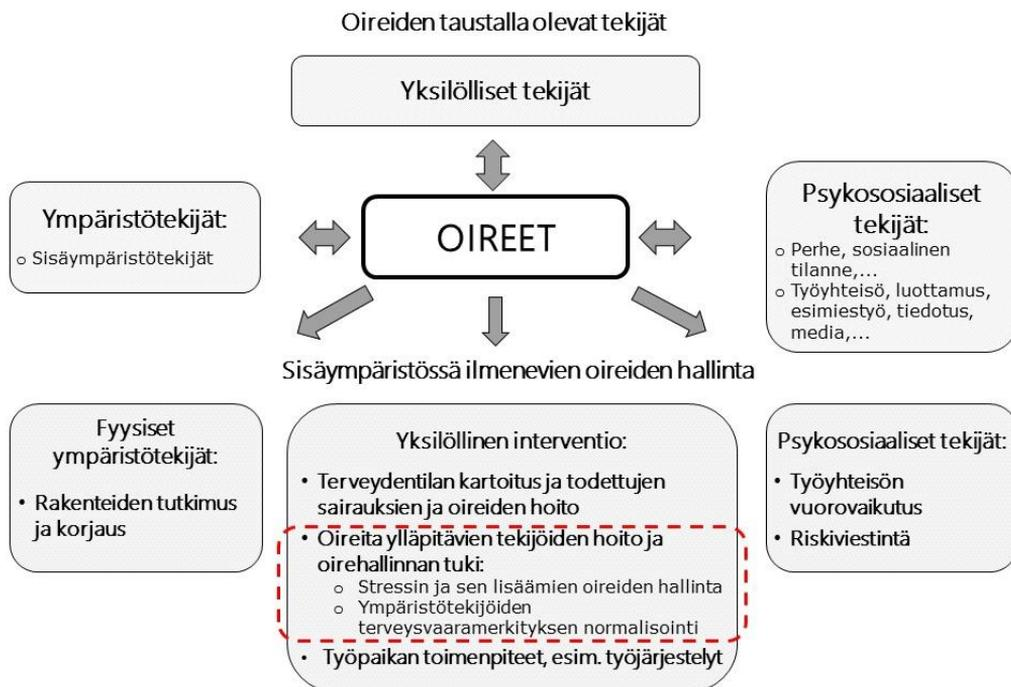 Oireiden taustalla olevat tekijät
Yksilölliset tekijät
Ympäristötekijät:
o Sisäympäristötekijät
OIREET
Psykososiaaliset
tekijät:
o Perhe, sosiaalinen
tilanne,...
o Työyhteisö, luottamus,
esimiestyö, tiedotus,
media,...
Sisäympäristössä ilmenevien oireiden hallinta
Fyysiset
ympäristötekijät:
• Rakenteiden tutkimus
ja korjaus
Yksilöllinen interventio:
• Terveydentilan kartoitus ja todettujen
sairauksien ja oireiden hoito
• Oireita ylläpitävien tekijöiden hoito ja
oirehallinnan tuki:
o Stressin ja sen lisäämien oireiden hallinta
o Ympäristötekijöiden
terveysvaaramerkityksen normalisointi
• Työpaikan toimenpiteet, esim. työjärjestelyt
Psykososiaaliset tekijät:
• Työyhteisön
vuorovaikutus
• Riskiviestintä